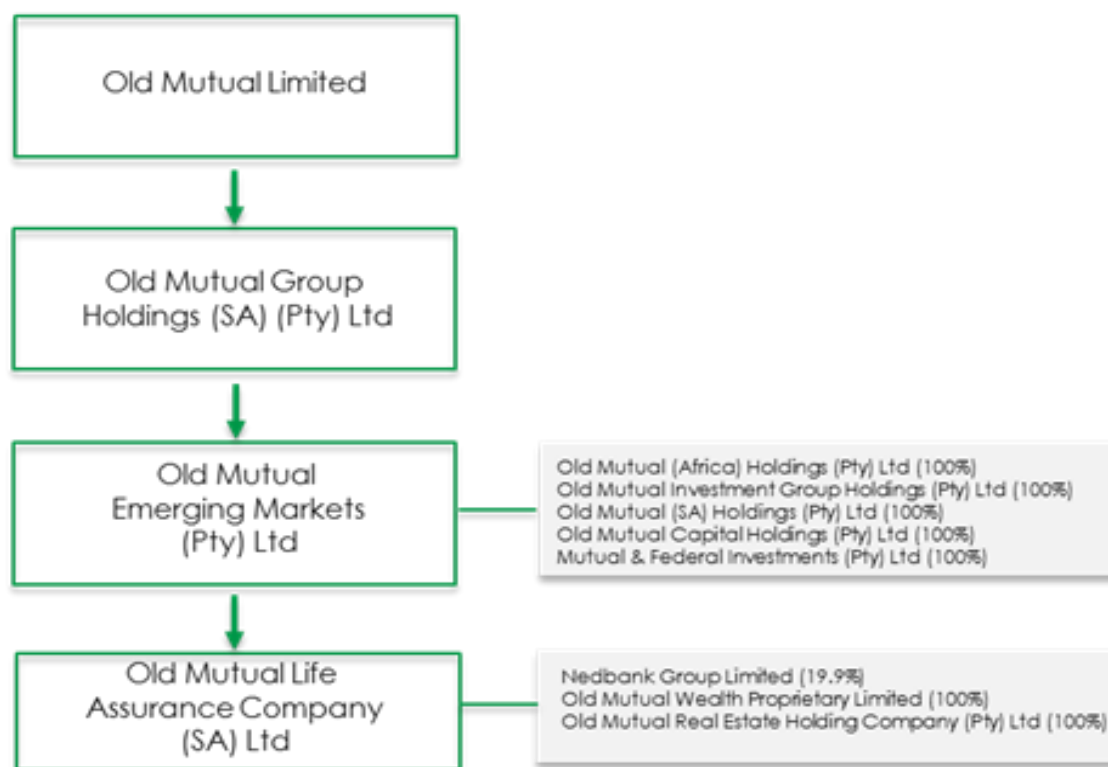 Old Mutual Limited
Old Mutual Group
Holdings (SA) (Pty) Ltd
Old Mutual
Emerging Markets
(Pty) Ltd
Old Mutual (Africa) Holdings (Pty) Ltd (100%)
Old Mutual Investment Group Holdings (Pty) Ltd (100%)
Old Mutual (SA) Holdings (Pty) Ltd (100%)
Old Mutual Capital Holdings (Pty) Ltd (100%)
Mutual & Federal Investments (Pty) Ltd (100%)
Old Mutual Life
Assurance Company
(SA) Ltd
Nedbank Group Limited (19.9%)
Old Mutual Wealth Proprietary Limited (100%)
Old Mutual Real Estate Holding Company (Pty) Ltd (100%)